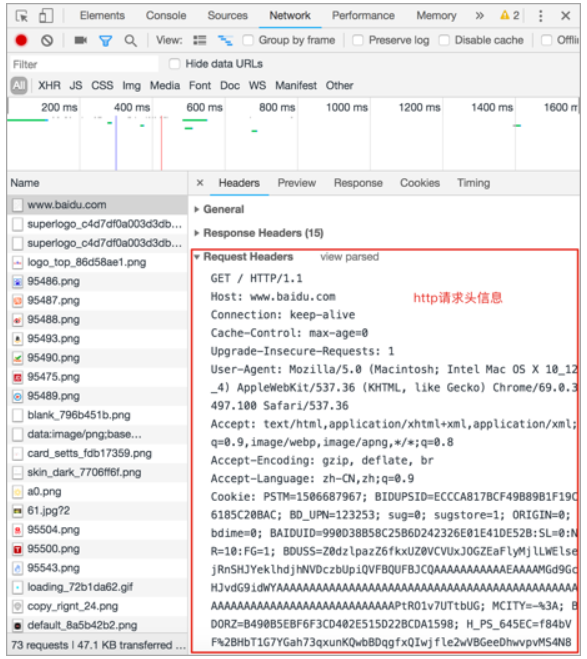 Elements Console Sources Network Performance Memory » 2
View: Group by frame Preserve log Disable cache
Filter Hide data URLs
All XHR JS CSS Img Media Font Doc WS Manifest Other
200 ms 400 ms 600 ms 800 ms 1000 ms 1200 ms 1400 ms 1600
Name
× Headers Preview Response Cookies Timing
www.baidu.com
superlogo_c4d7df0a003d3db...
superlogo_c4d7df0a003d3db...
logo_top_86d58ae1.png
95486.png
95487.png
95488.png
95493.png
95490.png
95475.png
95489.png
blank_796b451b.png
data:image/png;base...
card_setts_fdb17359.png
skin_dark_7706ff6f.png
a0.png
61.jpg?2
95504.png
95500.png
95543.png
loading_72b1da62.gif
copy_rignt_24.png
default_8a5b42b2.png
73 requests | 47.1 KB transferred ...
General
Response Headers (15)
Request Headers view parsed
GET / HTTP/1.1
Host: www.baidu.com
http请求头信息
Connection: keep-alive
Cache-Control: max-age=0
Upgrade-Insecure-Requests: 1
User-Agent: Mozilla/5.0 (Macintosh; Intel Mac OS X 10_12
_4) AppleWebKit/537.36 (KHTML, like Gecko) Chrome/69.0.3
497.100 Safari/537.36
Accept: text/html,application/xhtml+xml,application/xml;
q=0.9,image/webp,image/apng,*/*;q=0.8
Accept-Encoding: gzip, deflate, br
Accept-Language: zh-CN,zh;q=0.9
Cookie: PSTM=1506687967; BIDUPSID=ECCCA817BCF49B89B1F19C
6185C20BAC; BD_UPN=123253; sug=0; sugstore=1; ORIGIN=0;
bdime=0; BAIDUID=990D38B58C25B6D242326E01E41DE52B:SL=0:N
R=10:FG=1; BDUSS=Z0dzlpazZ6fkxUZ0VCVUxJOGZEaFlyMjlLWElse
jRnSHJYeklhdjhNVDczbUpiQVFBQUFBJCQAAAAAAAAAAAEAAAAMGd9Gc
DORZ=B490B5EBF6F3CD402E515D22BCDA1598; H_PS_645EC=f84bV
F%2BHbT1G7YGah73qxunKQwbBDqgfxQIwjfle2wVBGeeDhwvpvMS4N8